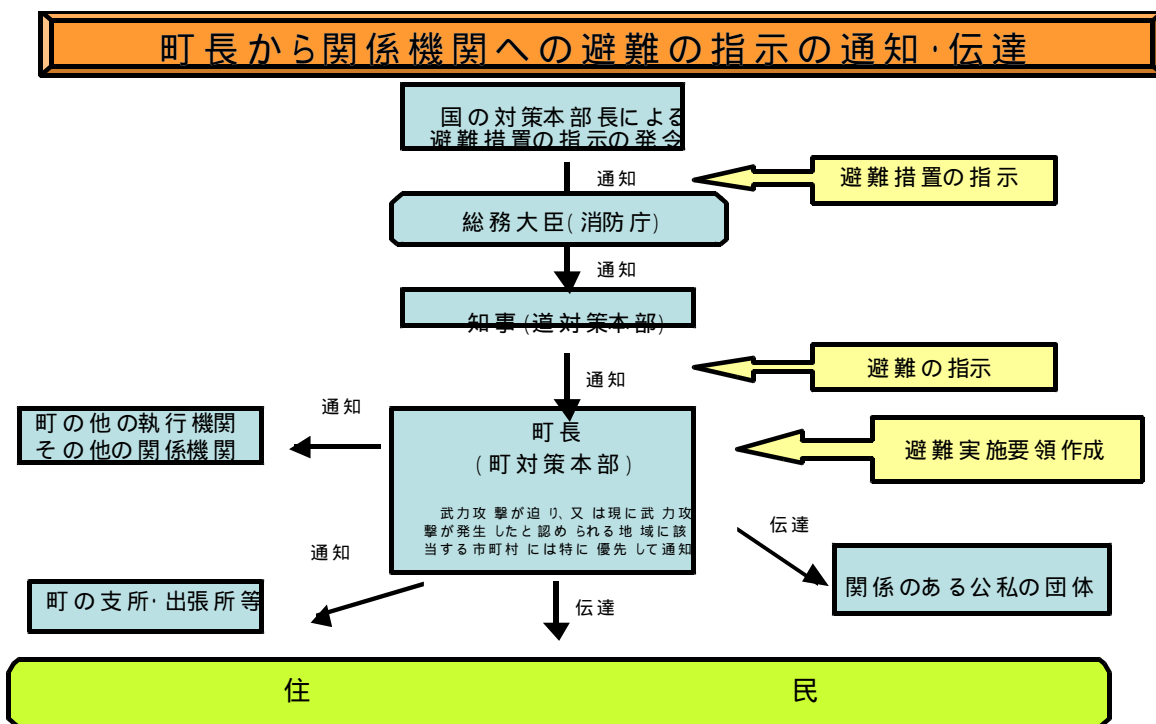 町長から関係機関への避難の指示の通知・伝達
国の対策本部長による
避難措置の指示の発令
通知
避難措置の指示
総務大臣(消防庁)
通知
知事(道対策本部)
通知
避難の指示
町の他の執行機関
その他の関係機関
通知
町長
(町対策本部)
武力攻撃が迫り、又は現に武力攻
撃が発生したと認められる地域に該
当する市町村には特に優先して通知
避難実施要領作成
通知
伝達
町の支所・出張所等
伝達
関係のある公私の団体
住民